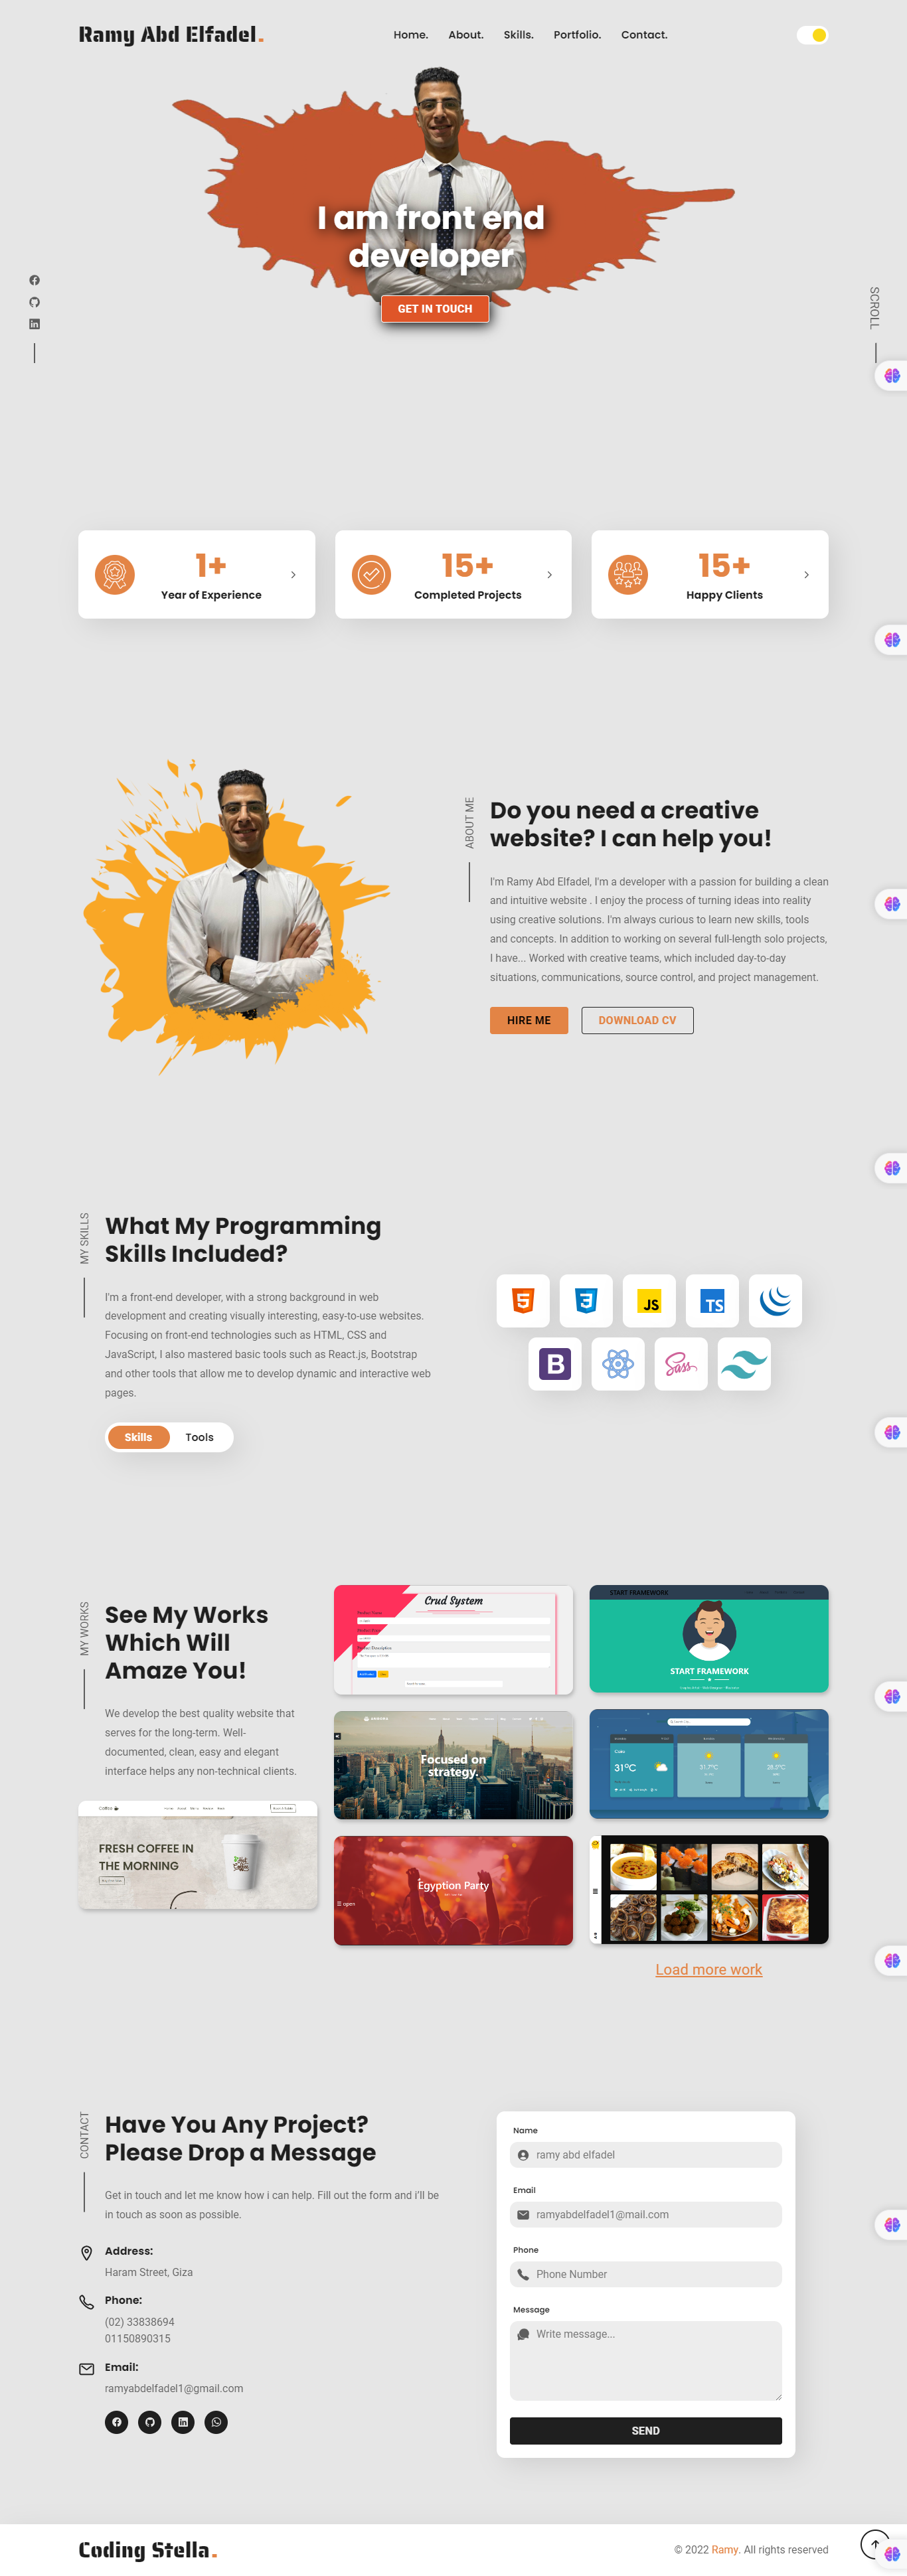 Ramy Abd Elfadel.
Home. About. Skills. Portfolio. Contact.
I am front end
developer
GET IN TOUCH
SCROLL
1+
Year of Experience
15+
Completed Projects
15+
Happy Clients
ABOUT ME
Do you need a creative
website? I can help you!
I'm Ramy Abd Elfadel, I'm a developer with a passion for building a clean
and intuitive website . I enjoy the process of turning ideas into reality
using creative solutions. I'm always curious to learn new skills, tools
and concepts. In addition to working on several full-length solo projects,
I have... Worked with creative teams, which included day-to-day
situations, communications, source control, and project management.
HIRE ME
DOWNLOAD CV
MY SKILLS
What My Programming
Skills Included?
I'm a front-end developer, with a strong background in web
development and creating visually interesting, easy-to-use websites.
Focusing on front-end technologies such as HTML, CSS and
JavaScript, I also mastered basic tools such as React.js, Bootstrap
and other tools that allow me to develop dynamic and interactive web
pages.
Skills
Tools
5
3
JS
TS
B
Sass
MY WORKS
See My Works
Which Will
Amaze You!
We develop the best quality website that
serves for the long-term. Well-
documented, clean, easy and elegant
interface helps any non-technical clients.
FRESH COFFEE IN
THE MORNING
Crud System
Focused on
strategy.
Egyption Party
open
START FRAMEWORK
START FRAMEWORK
31°C
31.7°C
28.5°C
Load more work
CONTACT
Have You Any Project?
Please Drop a Message
Get in touch and let me know how i can help. Fill out the form and i'll be
in touch as soon as possible.
Address:
Haram Street, Giza
Phone:
(02) 33838694
01150890315
Email:
ramyabdelfadel1@gmail.com
Name
ramy abd elfadel
Email
ramyabdelfadel1@mail.com
Phone
Phone Number
Message
Write message...
SEND
Coding Stella.
© 2022 Ramy. All rights reserved